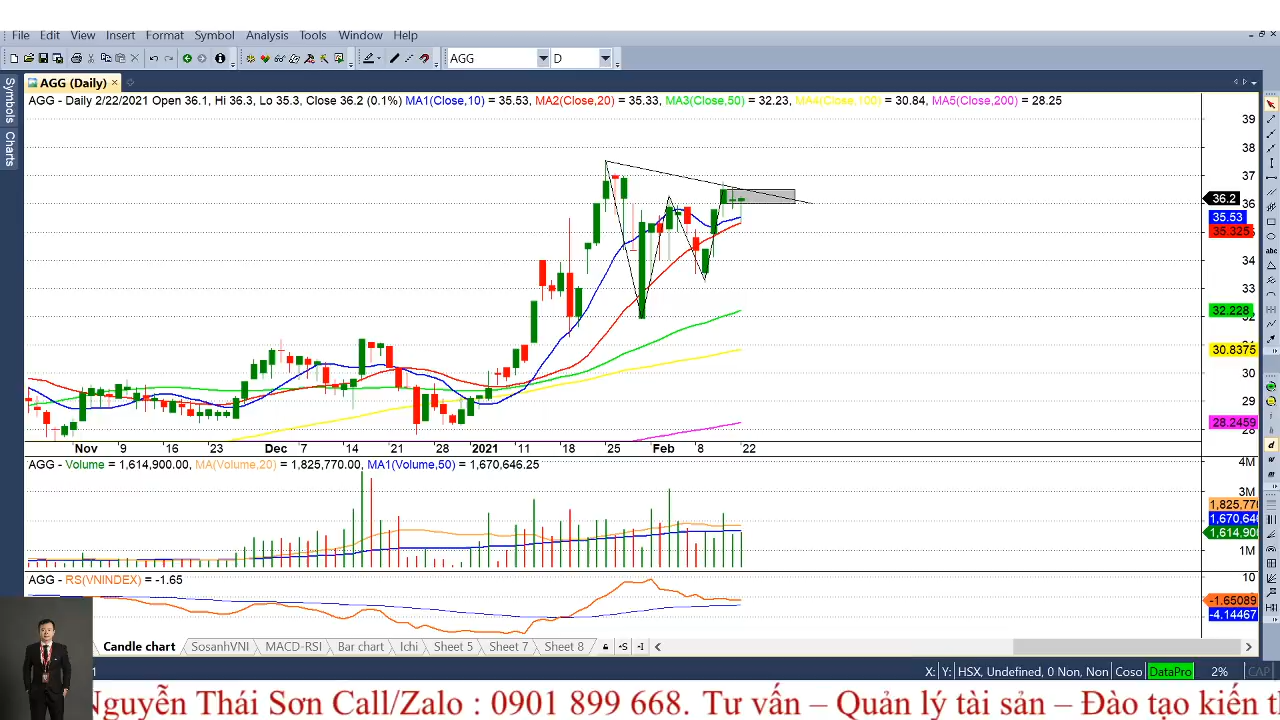 File Edit View Insert Format Symbol Analysis Tools Window Help
AGG D
AGG (Daily)
Symbols
Charts
AGG - Daily 2/22/2021 Open 36.1, Hi 36.3, Lo 35.3, Close 36.2 (0.1%) MA1(Close,10) = 35.53, MA2(Close,20) = 35.33, MA3(Close,50) = 32.23, MA4(Close,100) = 30.84, MA5(Close,200) = 28.25
39
38
37
36.2
36
35.53
35.325
34
33
32.228
30.8375
30
29
28.2459
28
Nov 9 16 23 Dec 7 14 21 28 2021 11 18 25 Feb 8 22
AGG - Volume = 1,614,900.00, MA(Volume,20) = 1,825,770.00, MA1(Volume,50) = 1,670,646.25
4M
3M
1,825,770
1,670,646
1,614,900
1M
AGG - RS(VNINDEX) = -1.65
10
-1.65089
-4.14467
Candle chart SosanhVNI MACD-RSI Bar chart Ichi Sheet 5 Sheet 7 Sheet 8
X: Y: HSX, Undefined, 0 Non, Non Coso DataPro 2% CAP
Nguyễn Thái Sơn Call/Zalo : 0901 899 668. Tư vấn – Quản lý tài sản – Đào tạo kiến t